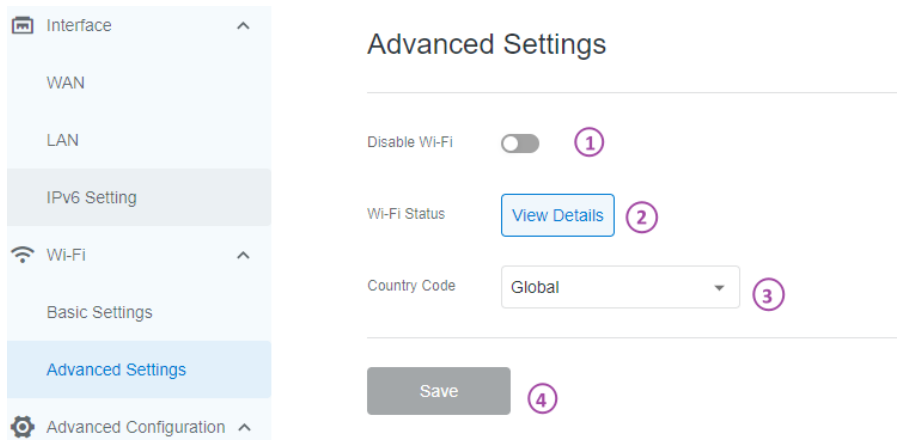 Interface
WAN
LAN
IPv6 Setting
Wi-Fi
Basic Settings
Advanced Settings
Advanced Configuration
Advanced Settings
Disable Wi-Fi 1
Wi-Fi Status View Details 2
Country Code Global 3
Save 4